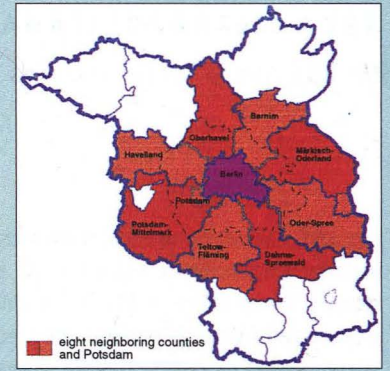 Barnim
Oberhavel
Märkisch-
Oderland
Havelland
Berlin
Potsdam
Potsdam-
Mittelmark
Oder-Spree
Teltow-
Fläming
Dahme-
Spreewald
eight neighboring counties
and Potsdam